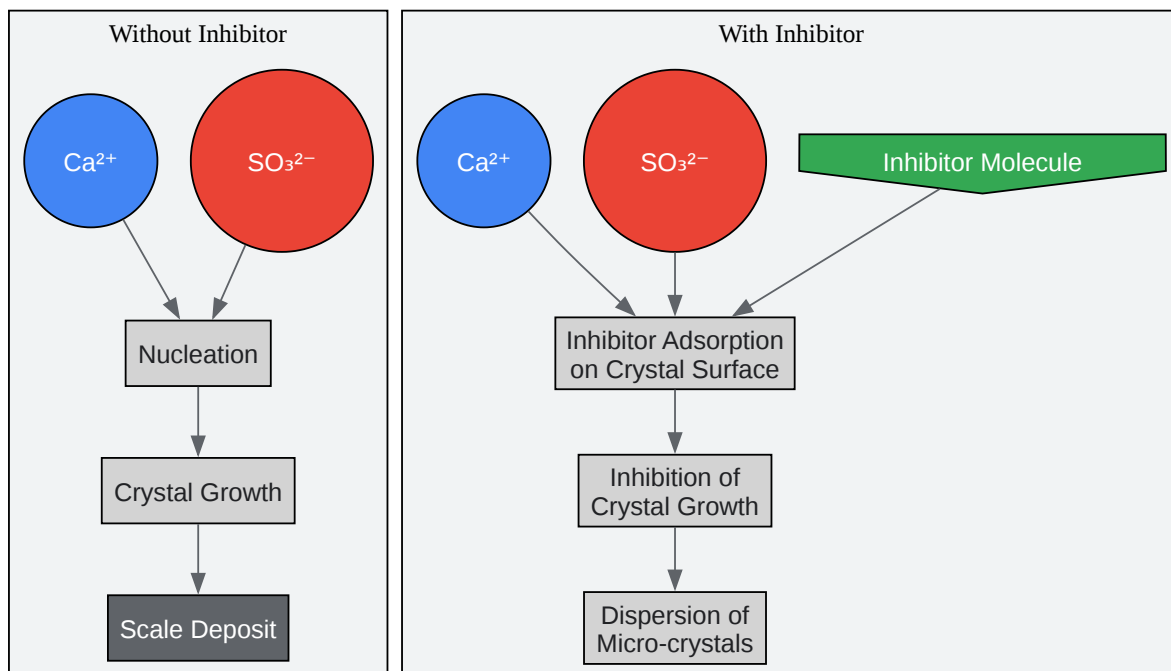 Without Inhibitor
Ca²⁺
SO₃²⁻
Nucleation
Crystal Growth
Scale Deposit
With Inhibitor
Ca²⁺
SO₃²⁻
Inhibitor Molecule
Inhibitor Adsorption
on Crystal Surface
Inhibition of
Crystal Growth
Dispersion of
Micro-crystals